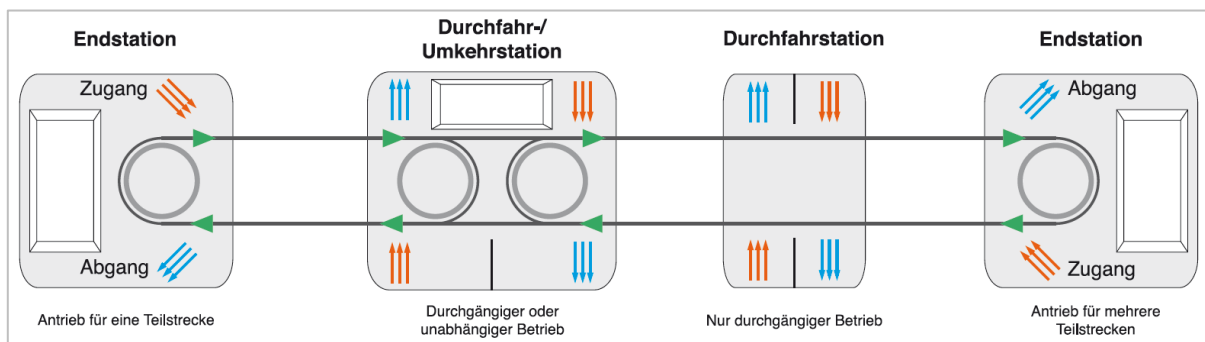 Endstation
Durchfahr-/
Umkehrstation
Durchfahrstation
Endstation
Zugang
Abgang
Abgang
Zugang
Antrieb für eine Teilstrecke
Durchgängiger oder
unabhängiger Betrieb
Nur durchgängiger Betrieb
Antrieb für mehrere
Teilstrecken